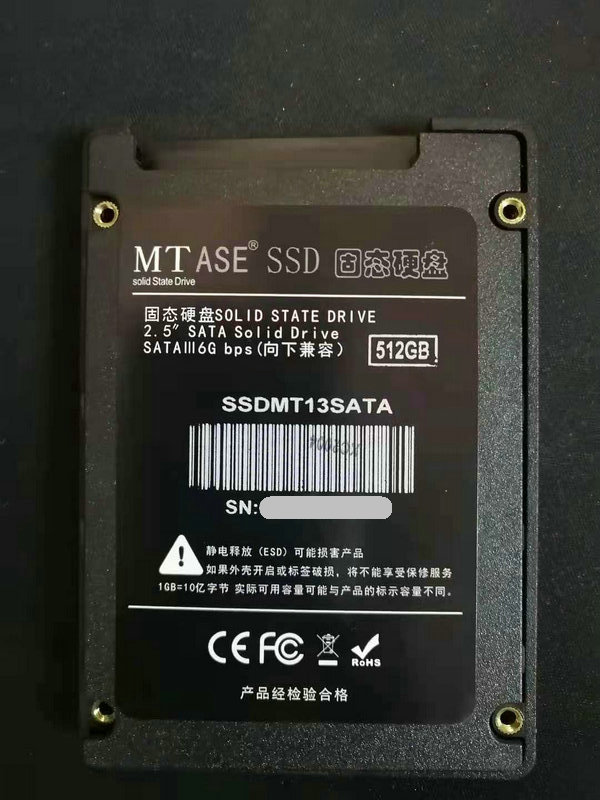 MT ASE® SSD 固态硬盘
solid State Drive
固态硬盘SOLID STATE DRIVE
2.5″ SATA Solid Drive
SATAIII6G bps(向下兼容)
512GB
SSDMT13SATA
SN:
静电释放(ESD)可能损害产品
如果外壳开启或标签破损,将不能享受保修服务
1GB=10亿字节 实际可用容量可能与产品的标示容量不同。
CE FC RoHS
产品经检验合格